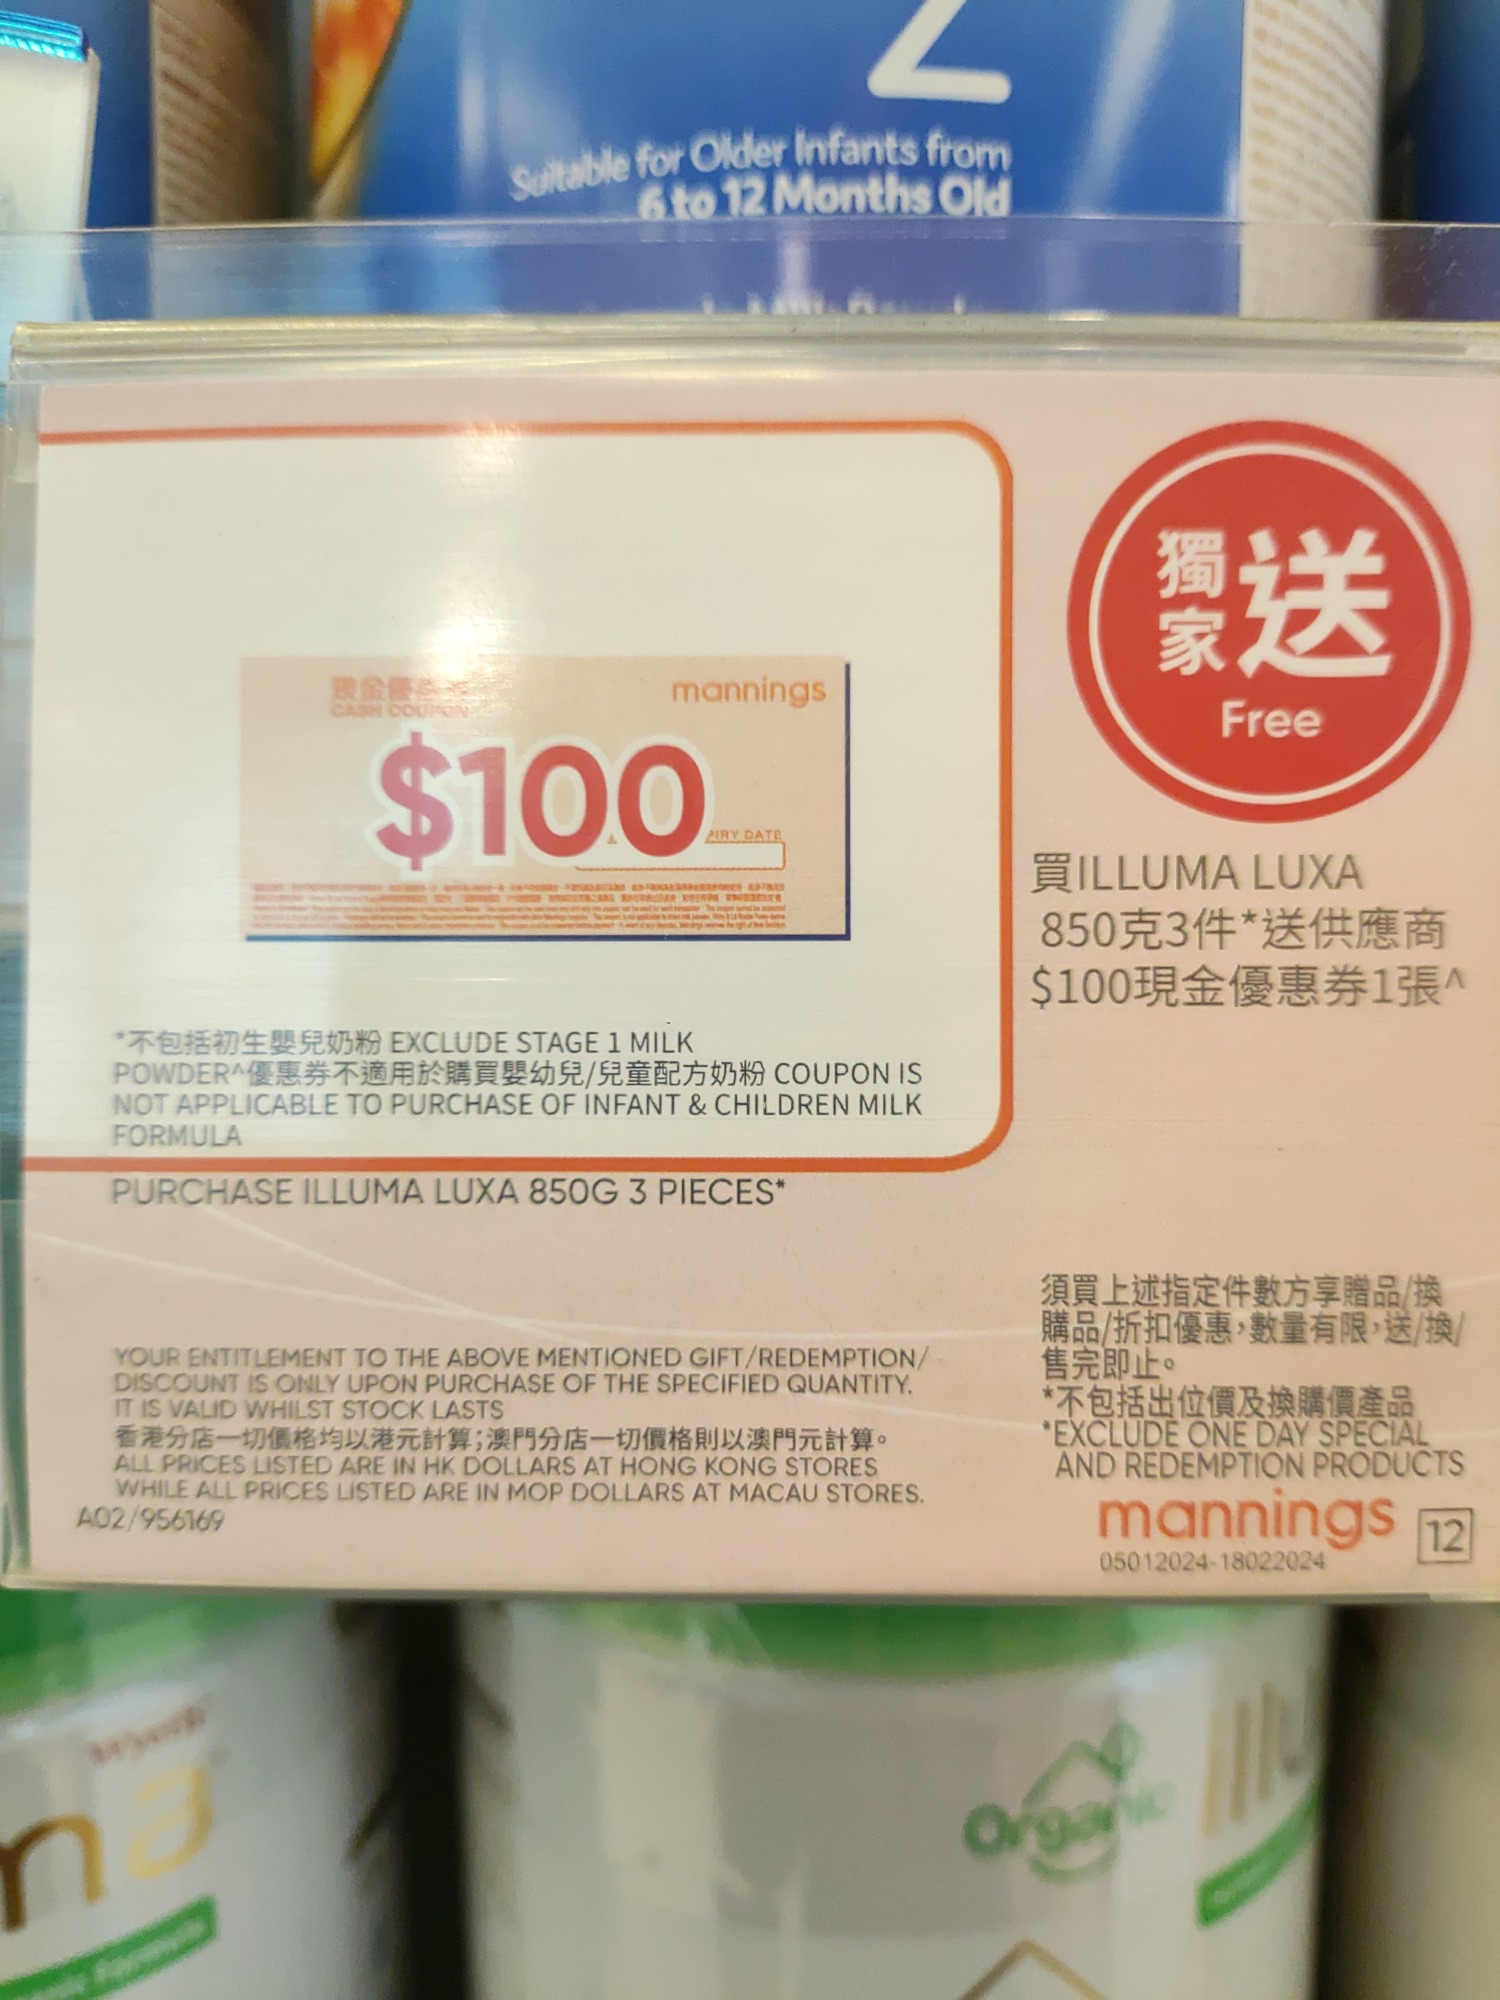 2
Suitable for Older Infants from
6 to 12 Months Old
獨家送
Free
現金優惠券
CASH COUPON
mannings
$100
PIRY DATE
買ILLUMA LUXA
850克3件*送供應商
$100現金優惠券1張^
*不包括初生嬰兒奶粉 EXCLUDE STAGE 1 MILK
POWDER^優惠券不適用於購買嬰幼兒/兒童配方奶粉 COUPON IS
NOT APPLICABLE TO PURCHASE OF INFANT & CHILDREN MILK
FORMULA
PURCHASE ILLUMA LUXA 850G 3 PIECES*
YOUR ENTITLEMENT TO THE ABOVE MENTIONED GIFT/REDEMPTION/
DISCOUNT IS ONLY UPON PURCHASE OF THE SPECIFIED QUANTITY.
IT IS VALID WHILST STOCK LASTS
香港分店一切價格均以港元計算;澳門分店一切價格則以澳門元計算。
ALL PRICES LISTED ARE IN HK DOLLARS AT HONG KONG STORES
WHILE ALL PRICES LISTED ARE IN MOP DOLLARS AT MACAU STORES.
A02/956169
須買上述指定件數方享贈品/換
購品/折扣優惠，數量有限，送/換/
售完即止。
*不包括出位價及換購價產品
*EXCLUDE ONE DAY SPECIAL
AND REDEMPTION PRODUCTS
mannings
12
05012024-18022024
Wyeth
ma
Organic
illu